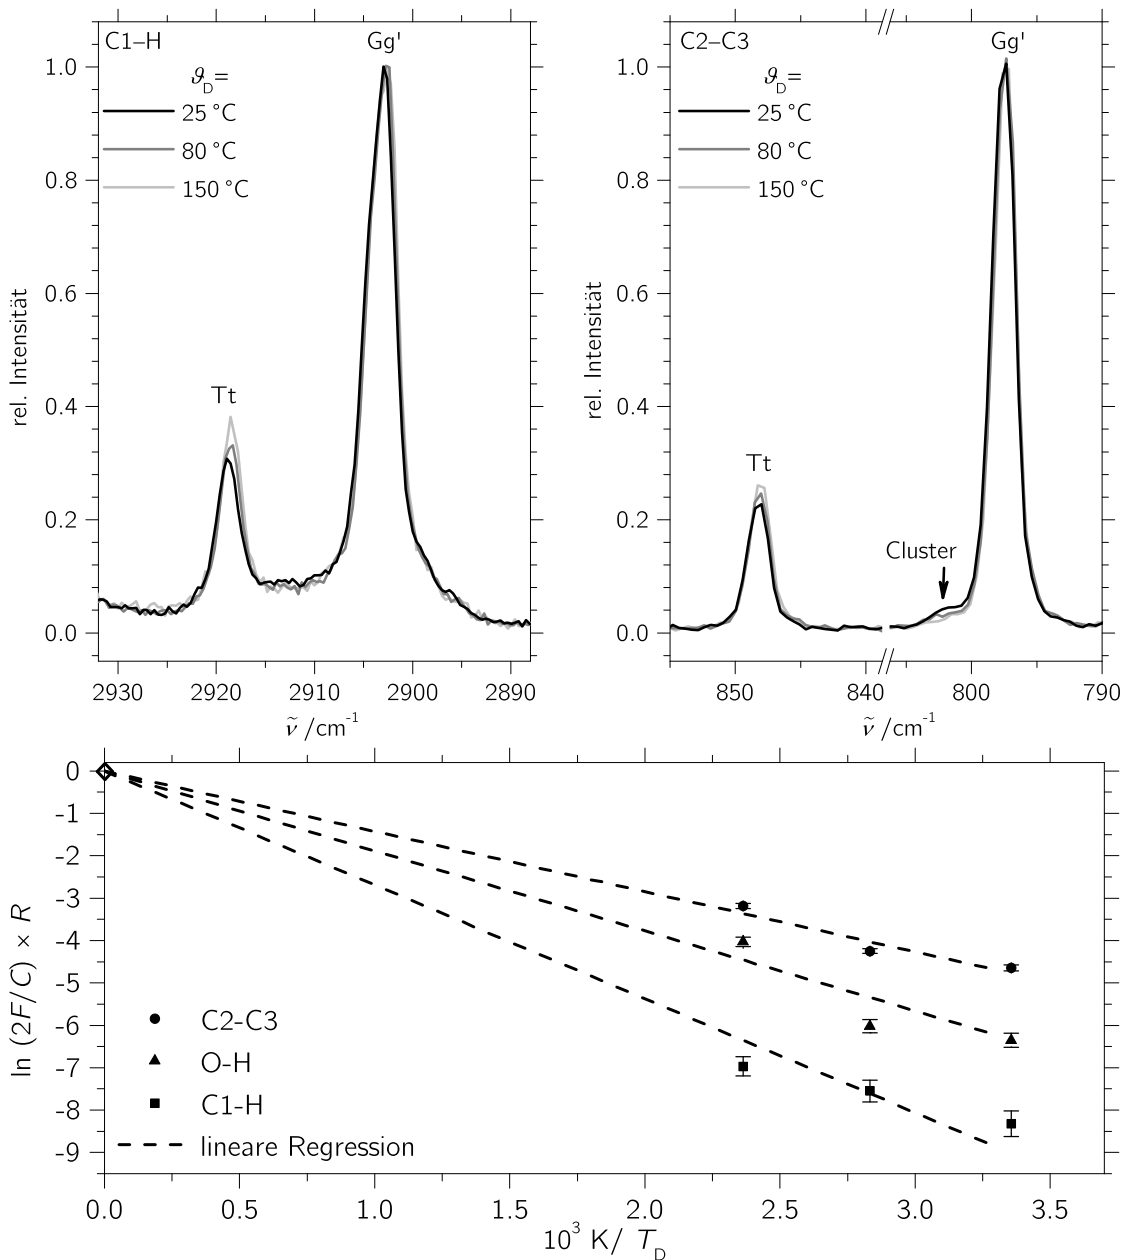 C1–H
Gg'
ϑD=
25 °C
80 °C
150 °C
Tt
rel. Intensität
1.0
0.8
0.6
0.4
0.2
0.0
2930
2920
2910
2900
2890
ν̃ /cm-1
C2–C3
Gg'
ϑD=
25 °C
80 °C
150 °C
Tt
Cluster
rel. Intensität
1.0
0.8
0.6
0.4
0.2
0.0
850
840
800
790
ν̃ /cm-1
ln (2F/C) × R
0
-1
-2
-3
-4
-5
-6
-7
-8
-9
C2-C3
O-H
C1-H
lineare Regression
0.0
0.5
1.0
1.5
2.0
2.5
3.0
3.5
10³ K/ TD